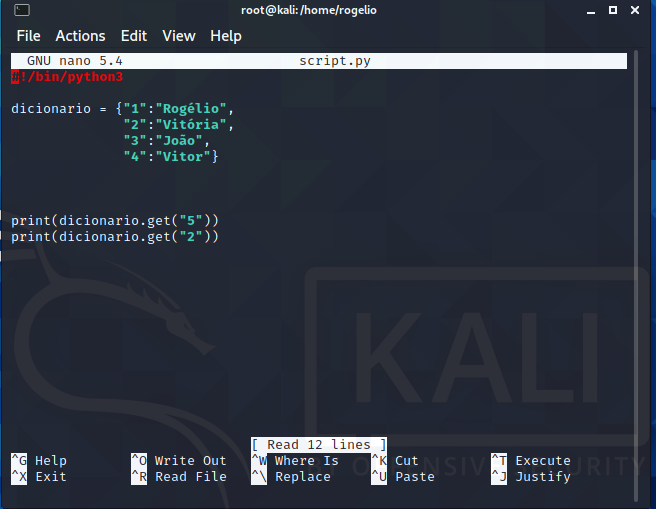 root@kali: /home/rogelio
File Actions Edit View Help
GNU nano 5.4 script.py
#!/bin/python3
dicionario = {"1":"Rogélio",
"2":"Vitória",
"3":"João",
"4":"Vitor"}
print(dicionario.get("5"))
print(dicionario.get("2"))
KALI
[ Read 12 lines ]
^G Help ^O Write Out ^W Where Is ^K Cut ^T Execute
^X Exit ^R Read File ^\ Replace ^U Paste ^J Justify